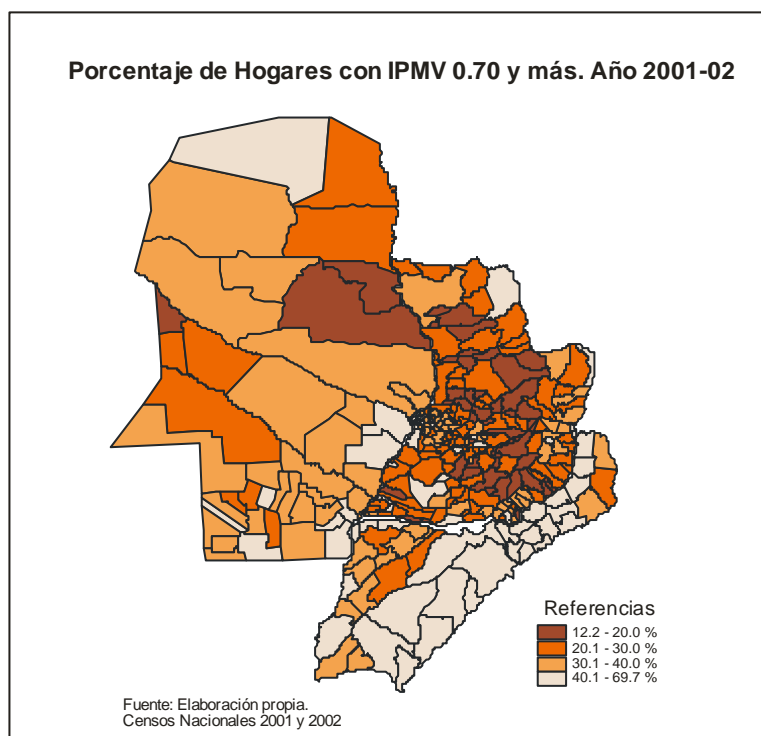 Porcentaje de Hogares con IPMV 0.70 y más. Año 2001-02
Referencias
12.2 - 20.0 %
20.1 - 30.0 %
30.1 - 40.0 %
40.1 - 69.7 %
Fuente: Elaboración propia.
Censos Nacionales 2001 y 2002